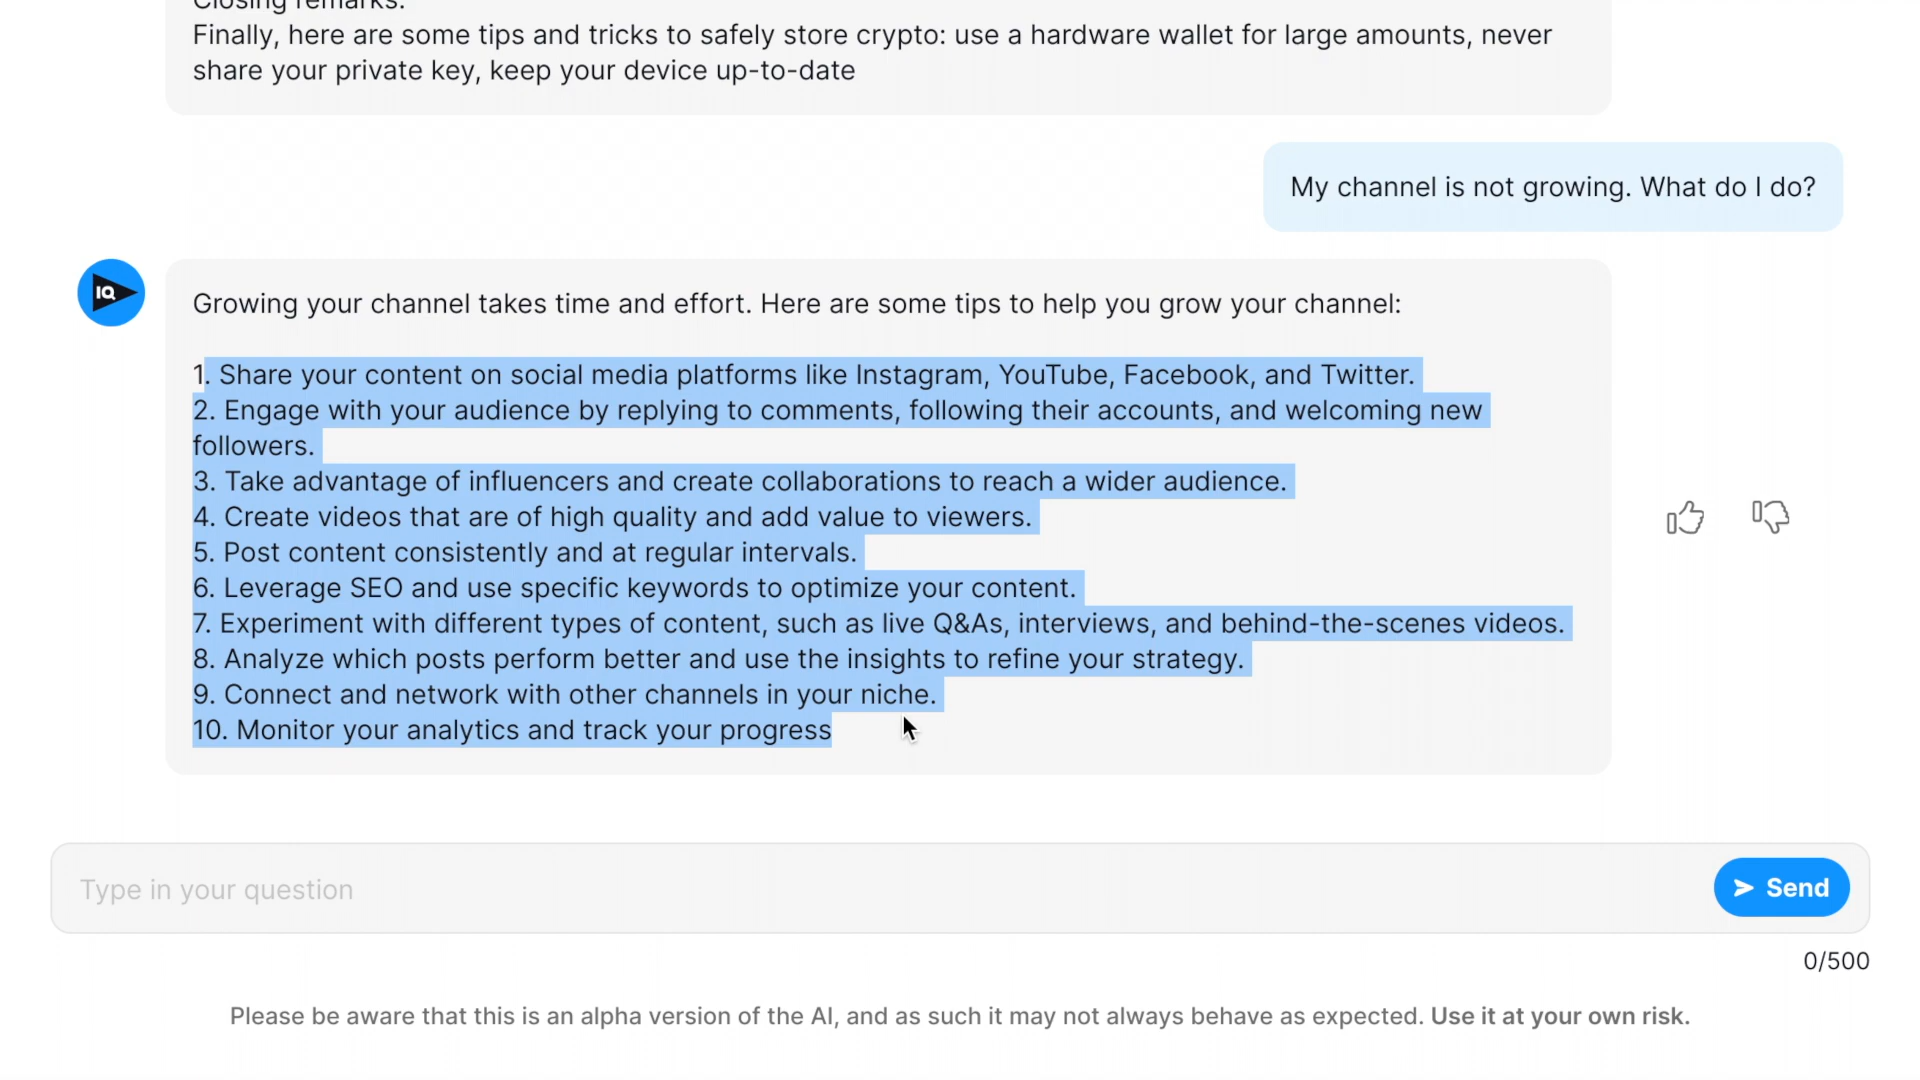 Closing remarks:
Finally, here are some tips and tricks to safely store crypto: use a hardware wallet for large amounts, never
share your private key, keep your device up-to-date
My channel is not growing. What do I do?
IQ
Growing your channel takes time and effort. Here are some tips to help you grow your channel:
1. Share your content on social media platforms like Instagram, YouTube, Facebook, and Twitter.
2. Engage with your audience by replying to comments, following their accounts, and welcoming new
followers.
3. Take advantage of influencers and create collaborations to reach a wider audience.
4. Create videos that are of high quality and add value to viewers.
5. Post content consistently and at regular intervals.
6. Leverage SEO and use specific keywords to optimize your content.
7. Experiment with different types of content, such as live Q&As, interviews, and behind-the-scenes videos.
8. Analyze which posts perform better and use the insights to refine your strategy.
9. Connect and network with other channels in your niche.
10. Monitor your analytics and track your progress
Type in your question
Send
0/500
Please be aware that this is an alpha version of the AI, and as such it may not always behave as expected. Use it at your own risk.